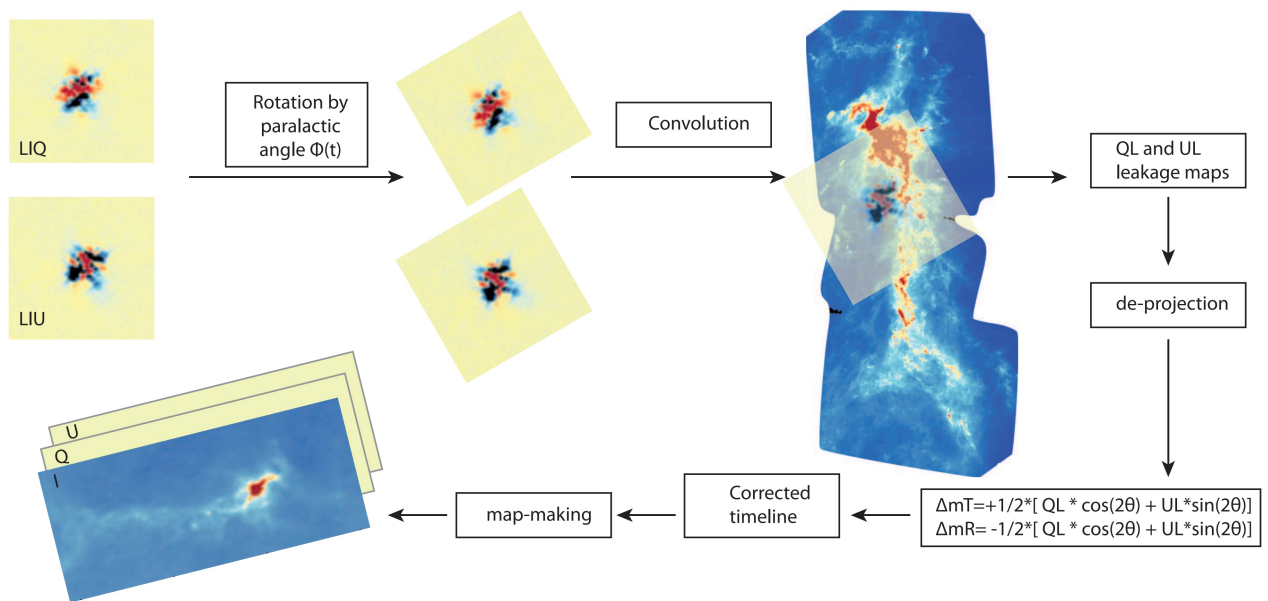 LIQ
LIU
Rotation by
paralactic
angle Φ(t)
Convolution
QL and UL
leakage maps
de-projection
ΔmT=+1/2*[ QL * cos(2θ) + UL*sin(2θ)]
ΔmR= -1/2*[ QL * cos(2θ) + UL*sin(2θ)]
Corrected
timeline
map-making
U
Q
I